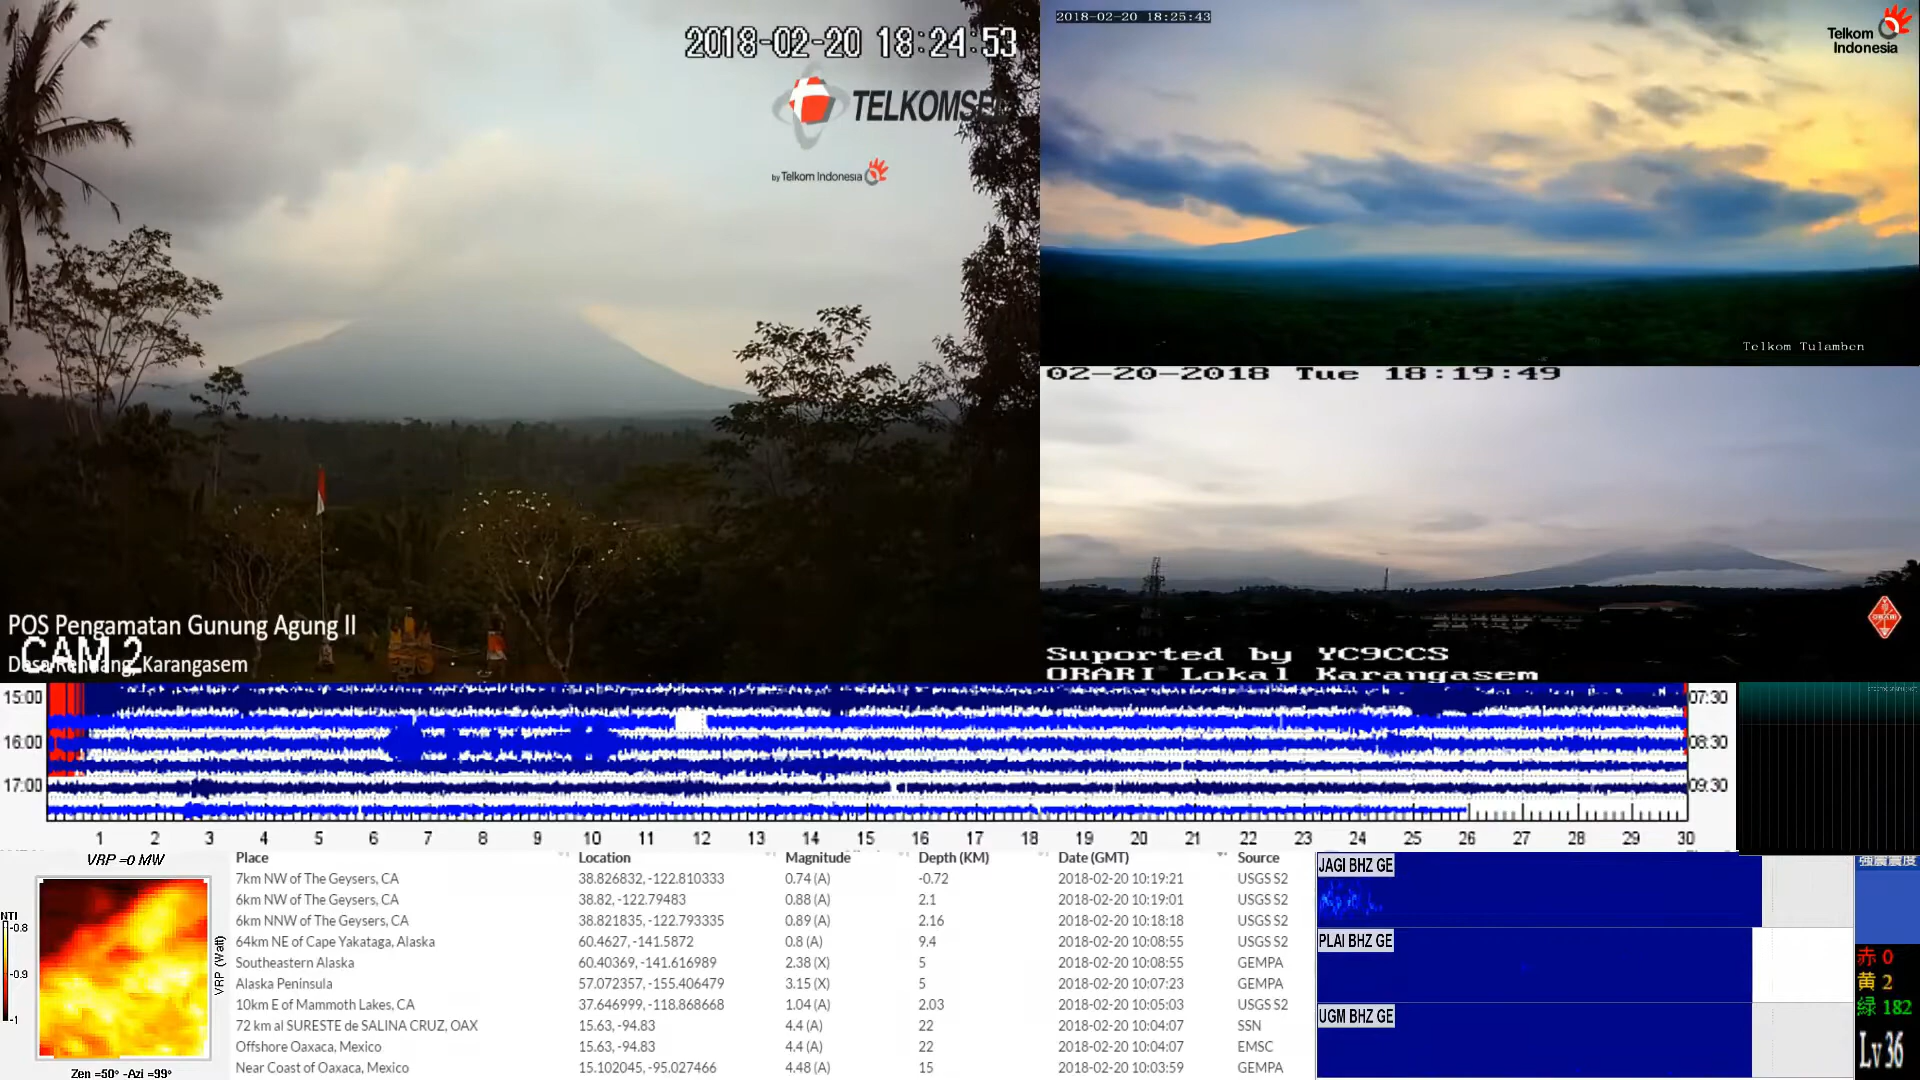 2018-02-20 18:24:53
TELKOMSEL
by Telkom Indonesia
POS Pengamatan Gunung Agung II
CAM 2
Desa Rendang, Karangasem
2018-02-20 18:25:43
Telkom
Indonesia
Telkom Tulamben
02-20-2018 Tue 18:19:49
ORARI
Suported by YC9CCS
ORARI Lokal Karangasem
15:00 07:30
16:00 08:30
17:00 09:30
1 2 3 4 5 6 7 8 9 10 11 12 13 14 15 16 17 18 19 20 21 22 23 24 25 26 27 28 29 30
VRP =0 MW
NTI
-0.8
-0.9
-1
VRP (Watt)
Zen =50° -Azi =99°
Place Location Magnitude Depth (KM) Date (GMT) Source
7km NW of The Geysers, CA 38.826832, -122.810333 0.74 (A) -0.72 2018-02-20 10:19:21 USGS S2
6km NW of The Geysers, CA 38.82, -122.79483 0.88 (A) 2.1 2018-02-20 10:19:01 USGS S2
6km NNW of The Geysers, CA 38.821835, -122.793335 0.89 (A) 2.16 2018-02-20 10:18:18 USGS S2
64km NE of Cape Yakataga, Alaska 60.4627, -141.5872 0.8 (A) 9.4 2018-02-20 10:08:55 USGS S2
Southeastern Alaska 60.40369, -141.616989 2.38 (X) 5 2018-02-20 10:08:55 GEMPA
Alaska Peninsula 57.072357, -155.406479 3.15 (X) 5 2018-02-20 10:07:23 GEMPA
10km E of Mammoth Lakes, CA 37.646999, -118.868668 1.04 (A) 2.03 2018-02-20 10:05:03 USGS S2
72 km al SURESTE de SALINA CRUZ, OAX 15.63, -94.83 4.4 (A) 22 2018-02-20 10:04:07 SSN
Offshore Oaxaca, Mexico 15.63, -94.83 4.4 (A) 22 2018-02-20 10:04:07 EMSC
Near Coast of Oaxaca, Mexico 15.102045, -95.027466 4.48 (A) 15 2018-02-20 10:03:59 GEMPA
JAGI BHZ GE
PLAI BHZ GE
UGM BHZ GE
強震震度
赤 0
黄 2
緑 182
Lv 36